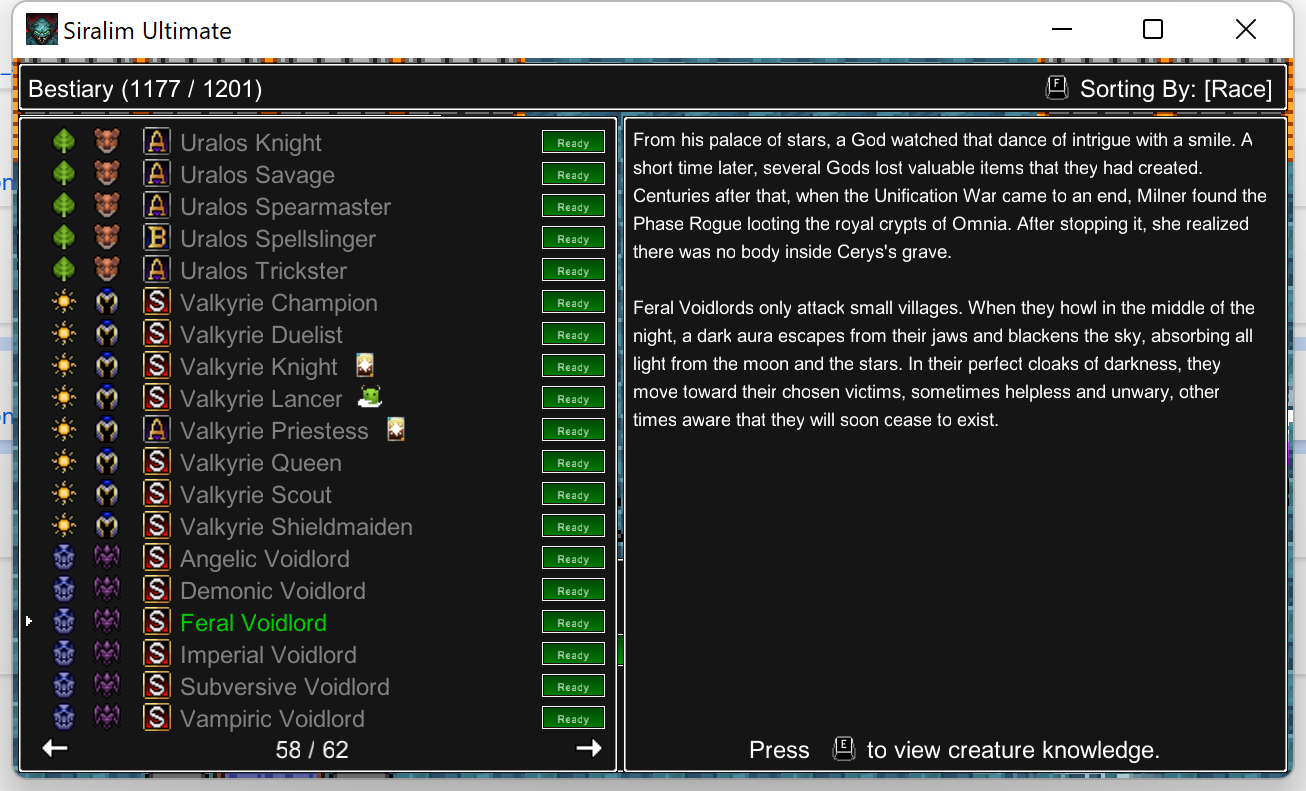 Siralim Ultimate
Bestiary (1177 / 1201)
F Sorting By: [Race]
A Uralos Knight Ready
A Uralos Savage Ready
A Uralos Spearmaster Ready
B Uralos Spellslinger Ready
A Uralos Trickster Ready
S Valkyrie Champion Ready
S Valkyrie Duelist Ready
S Valkyrie Knight Ready
S Valkyrie Lancer Ready
A Valkyrie Priestess Ready
S Valkyrie Queen Ready
S Valkyrie Scout Ready
S Valkyrie Shieldmaiden Ready
S Angelic Voidlord Ready
S Demonic Voidlord Ready
S Feral Voidlord Ready
S Imperial Voidlord Ready
S Subversive Voidlord Ready
S Vampiric Voidlord Ready
58 / 62
From his palace of stars, a God watched that dance of intrigue with a smile. A
short time later, several Gods lost valuable items that they had created.
Centuries after that, when the Unification War came to an end, Milner found the
Phase Rogue looting the royal crypts of Omnia. After stopping it, she realized
there was no body inside Cerys's grave.
Feral Voidlords only attack small villages. When they howl in the middle of the
night, a dark aura escapes from their jaws and blackens the sky, absorbing all
light from the moon and the stars. In their perfect cloaks of darkness, they
move toward their chosen victims, sometimes helpless and unwary, other
times aware that they will soon cease to exist.
Press E to view creature knowledge.